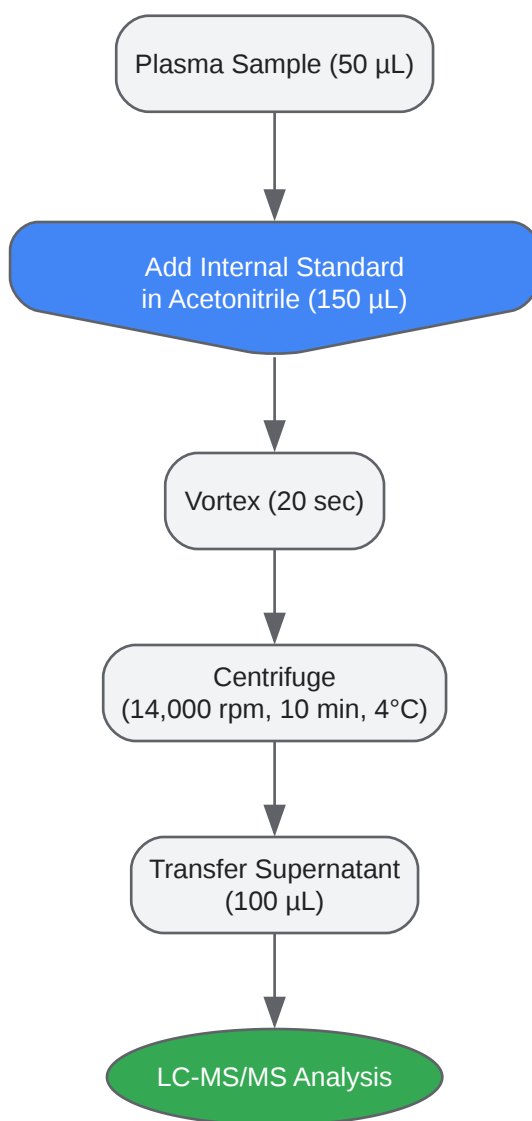 Plasma Sample (50 µL)
Add Internal Standard
in Acetonitrile (150 µL)
Vortex (20 sec)
Centrifuge
(14,000 rpm, 10 min, 4°C)
Transfer Supernatant
(100 µL)
LC-MS/MS Analysis